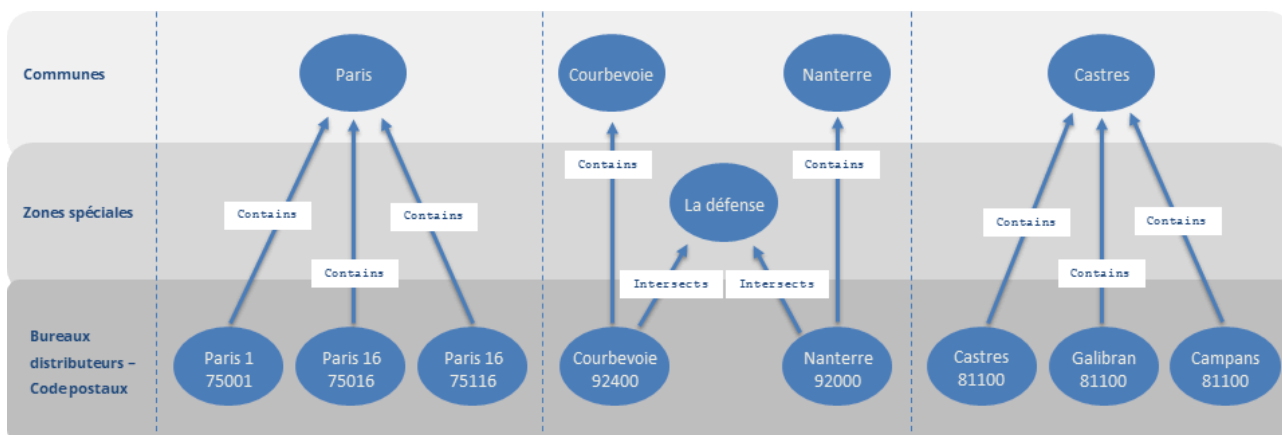 Communes
Paris
Courbevoie
Nanterre
Castres
Contains
Contains
Zones spéciales
La défense
Contains
Contains
Contains
Contains
Contains
Contains
Intersects
Intersects
Bureaux
distributeurs –
Code postaux
Paris 1
75001
Paris 16
75016
Paris 16
75116
Courbevoie
92400
Nanterre
92000
Castres
81100
Galibran
81100
Campans
81100